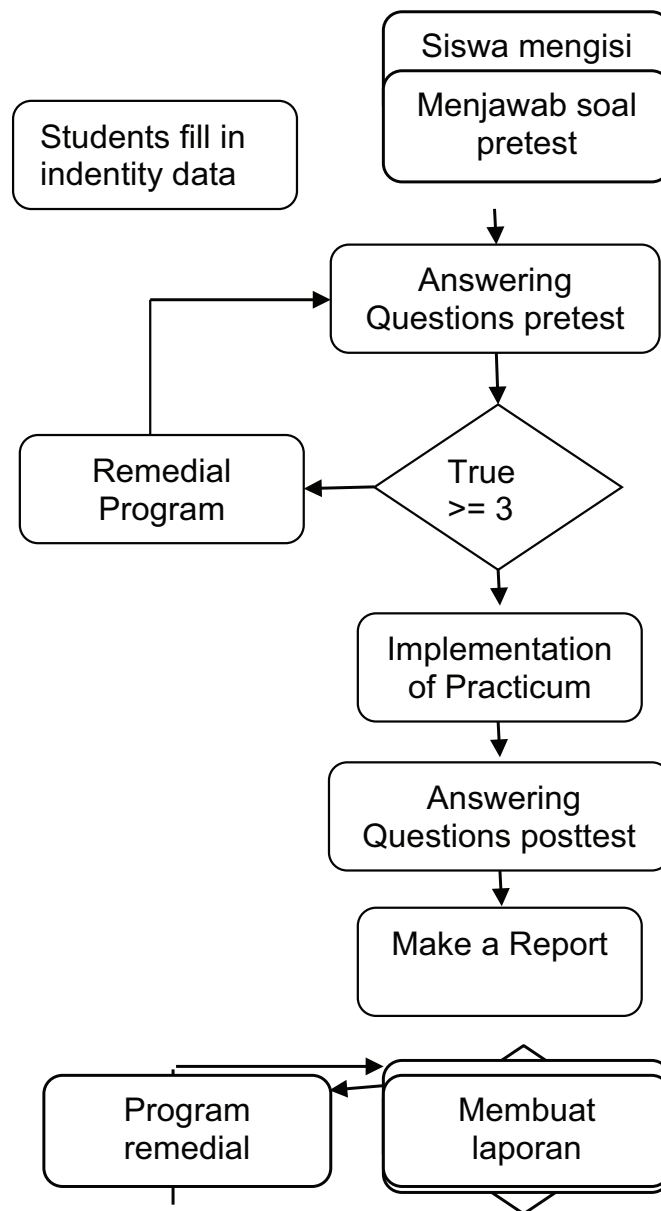 Siswa mengisi
Menjawab soal
pretest
Students fill in
indentity data
Answering
Questions pretest
Remedial
Program
True
>= 3
Implementation
of Practicum
Answering
Questions posttest
Make a Report
Program
remedial
Membuat
laporan